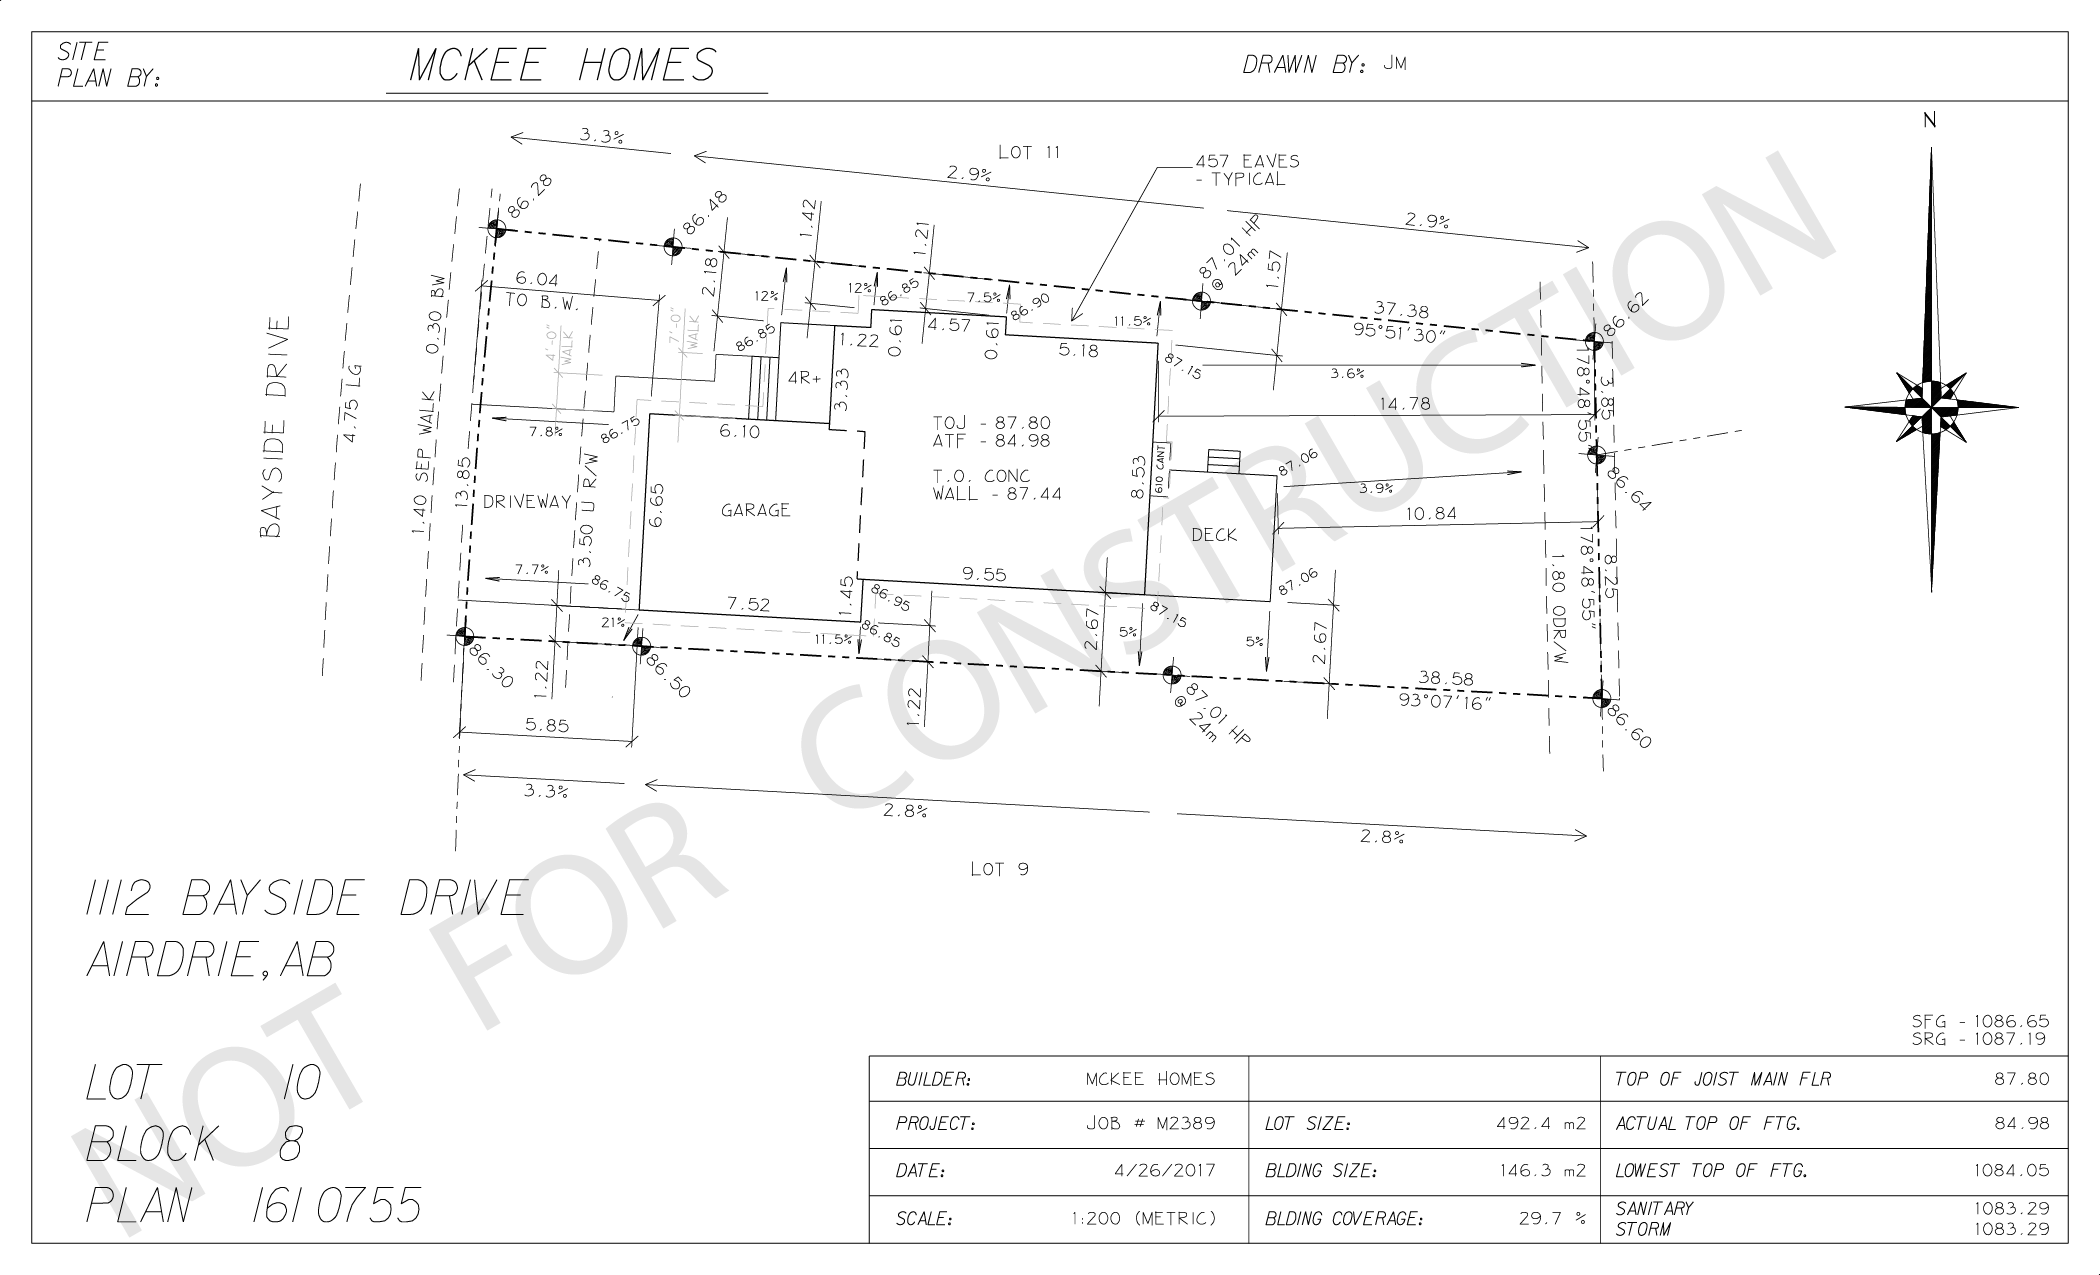 SITE
PLAN BY:
MCKEE HOMES
DRAWN BY: JM
N
3.3%
LOT 11
2.9%
457 EAVES
- TYPICAL
2.9%
86.28
86.48
1.42
1.21
87.01 HP
@ 24m
1.57
37.38
95°51'30"
86.62
6.04
TO B.W.
2.18
12%
12%
86.85
7.5%
86.90
11.5%
4'-0"
WALK
7'-0"
WALK
86.85
1.22
0.61
4.57
0.61
5.18
87.15
3.6%
178°48'55"
3.85
BAYSIDE DRIVE
4.75 LG
1.40 SEP WALK
0.30 BW
4R+
3.33
14.78
7.8%
86.75
6.10
TOJ - 87.80
ATF - 84.98
T.O. CONC
WALL - 87.44
8.53
610 CANT
87.06
3.9%
86.64
13.85
DRIVEWAY
3.50 U R/W
6.65
GARAGE
DECK
10.84
178°48'55"
8.25
1.80 ODR/W
7.7%
86.75
7.52
1.45
9.55
86.95
87.06
21%
11.5%
86.85
2.67
5%
87.15
5%
2.67
86.30
1.22
86.50
1.22
87.01 HP
@ 24m
38.58
93°07'16"
86.60
5.85
3.3%
2.8%
2.8%
LOT 9
NOT FOR CONSTRUCTION
1112 BAYSIDE DRIVE
AIRDRIE, AB
LOT 10
BLOCK 8
PLAN 161 0755
SFG - 1086.65
SRG - 1087.19
BUILDER: MCKEE HOMES
TOP OF JOIST MAIN FLR 87.80
PROJECT: JOB # M2389
LOT SIZE: 492.4 m2
ACTUAL TOP OF FTG. 84.98
DATE: 4/26/2017
BLDING SIZE: 146.3 m2
LOWEST TOP OF FTG. 1084.05
SCALE: 1:200 (METRIC)
BLDING COVERAGE: 29.7 %
SANITARY 1083.29
STORM 1083.29